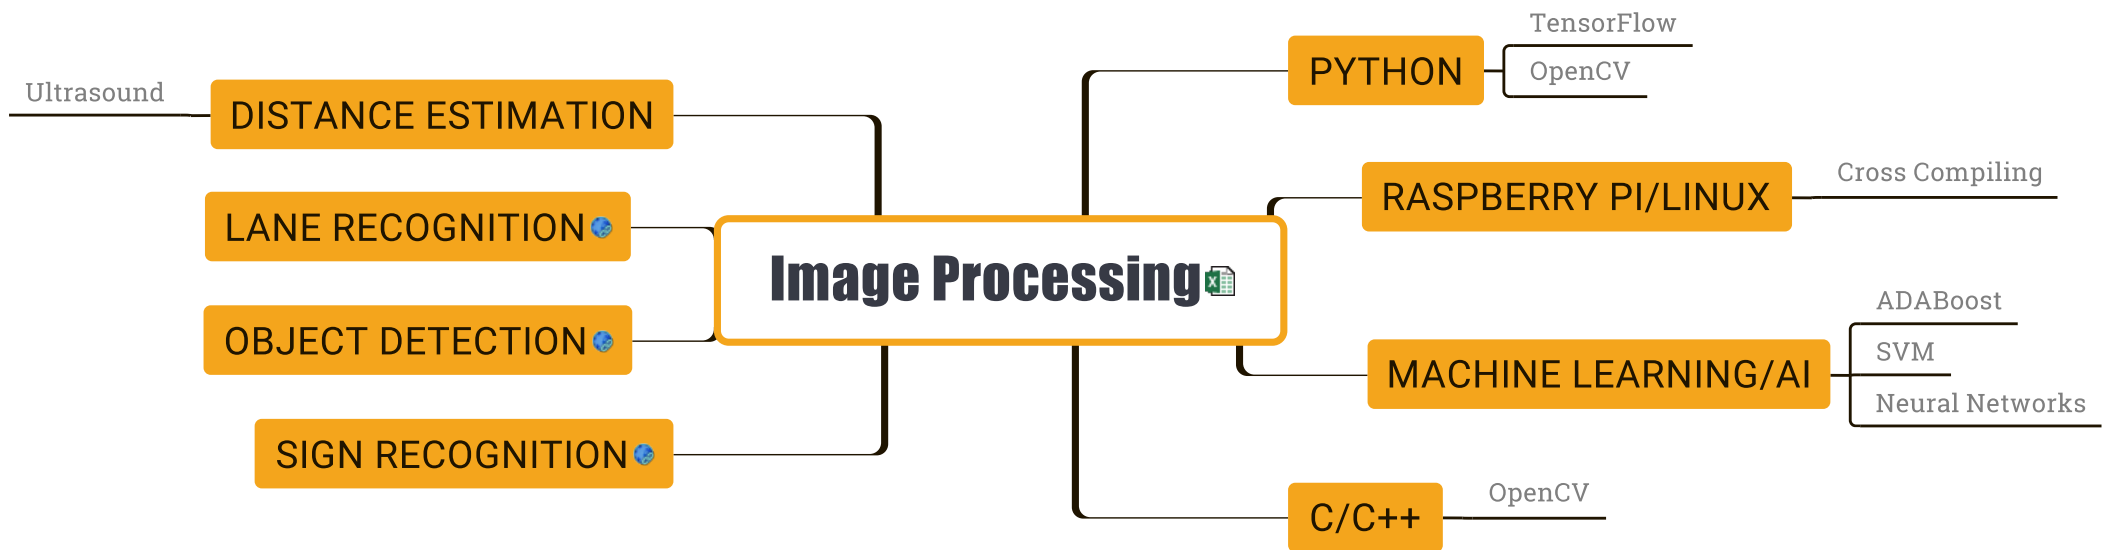 Ultrasound
DISTANCE ESTIMATION
LANE RECOGNITION
OBJECT DETECTION
SIGN RECOGNITION
Image Processing
PYTHON
TensorFlow
OpenCV
RASPBERRY PI/LINUX
Cross Compiling
MACHINE LEARNING/AI
ADABoost
SVM
Neural Networks
C/C++
OpenCV